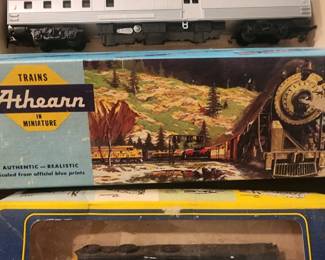 TRAINS
Athearn
IN
MINIATURE
AUTHENTIC — REALISTIC
scaled from official blue prints